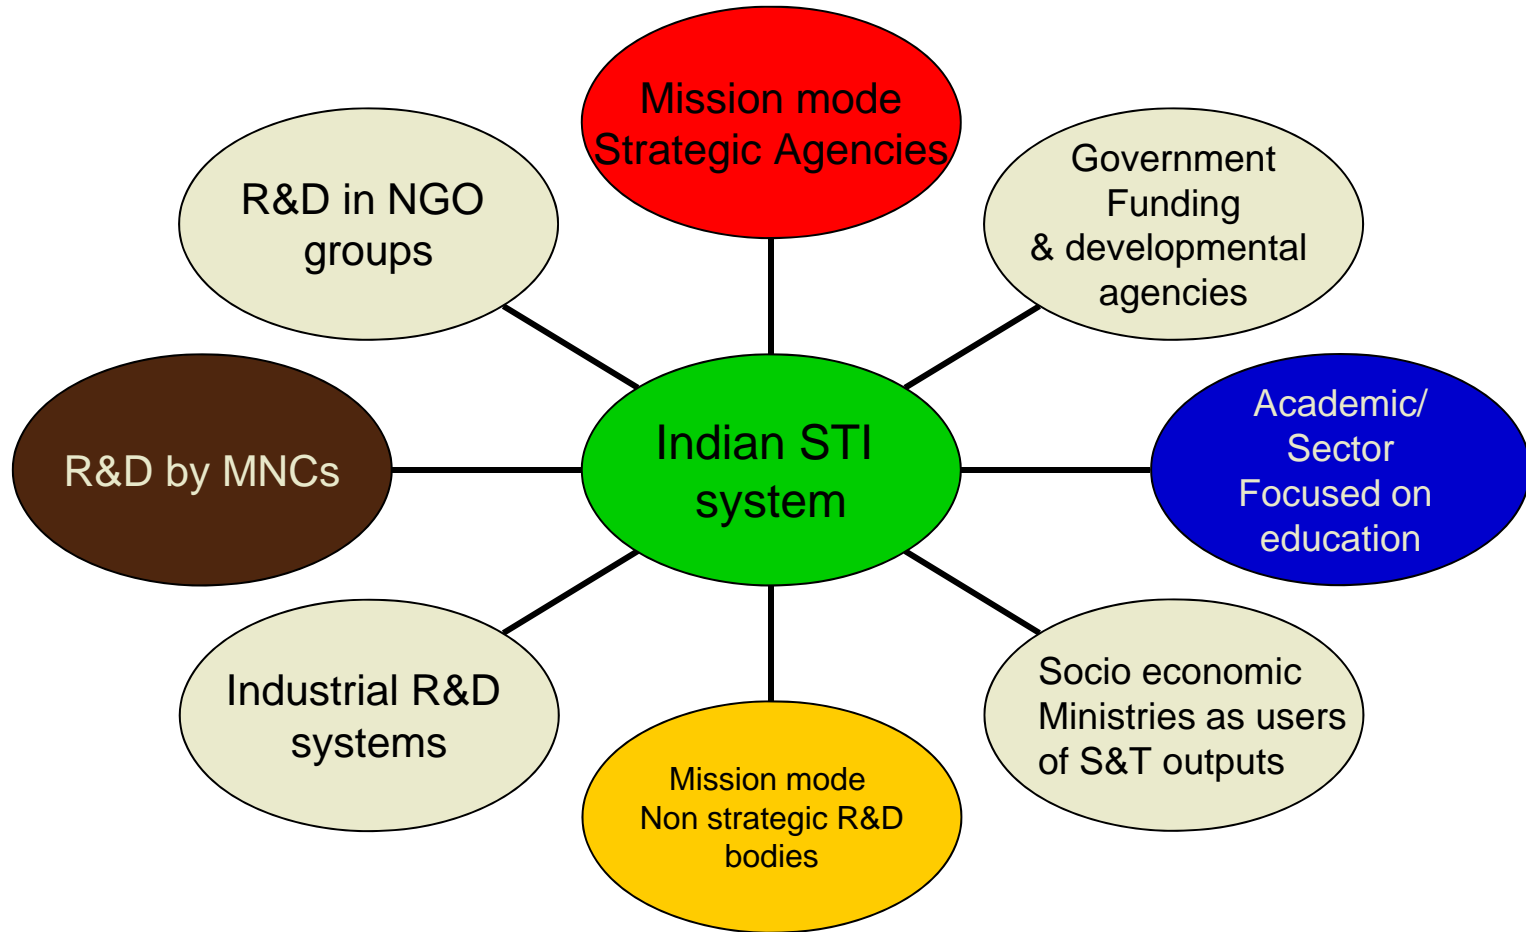 Mission mode
Strategic Agencies
Government
Funding
& developmental
agencies
R&D in NGO
groups
Academic/
Sector
Focused on
education
Indian STI
system
R&D by MNCs
Socio economic
Ministries as users
of S&T outputs
Industrial R&D
systems
Mission mode
Non strategic R&D
bodies